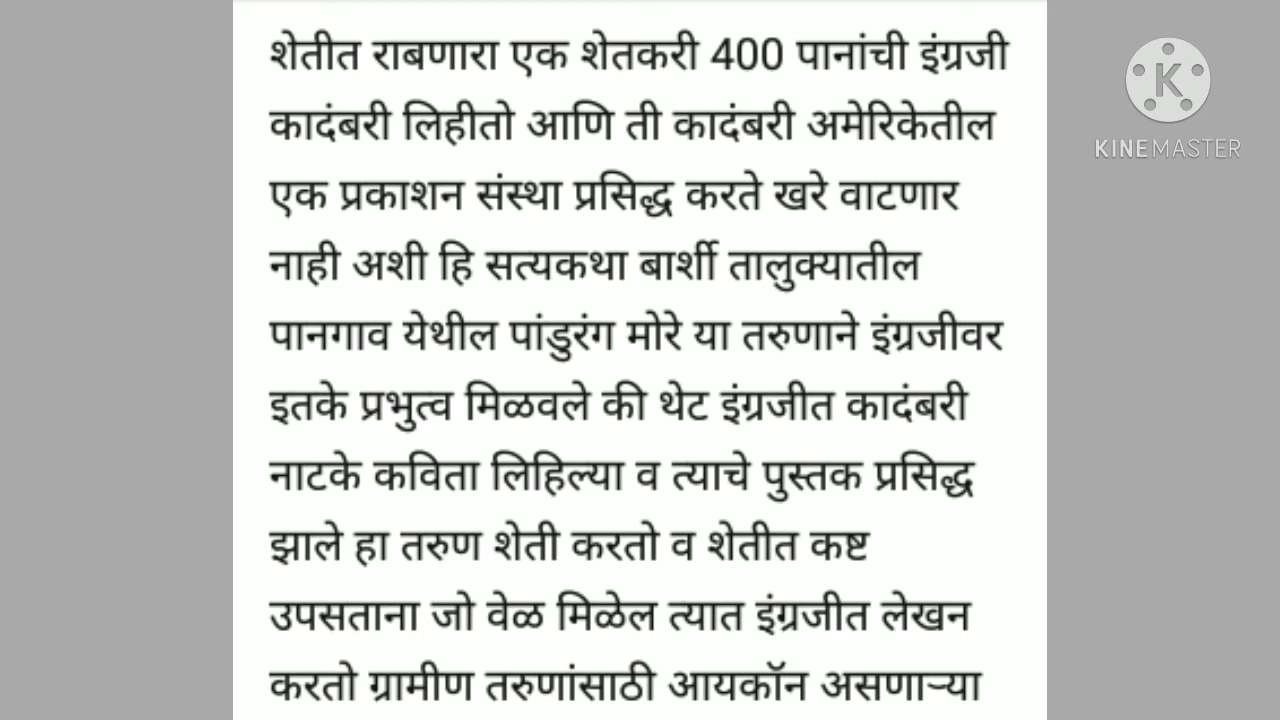 शेतीत राबणारा एक शेतकरी 400 पानांची इंग्रजी
कादंबरी लिहीतो आणि ती कादंबरी अमेरिकेतील
एक प्रकाशन संस्था प्रसिद्ध करते खरे वाटणार
नाही अशी हि सत्यकथा बार्शी तालुक्यातील
पानगाव येथील पांडुरंग मोरे या तरुणाने इंग्रजीवर
इतके प्रभुत्व मिळवले की थेट इंग्रजीत कादंबरी
नाटके कविता लिहिल्या व त्याचे पुस्तक प्रसिद्ध
झाले हा तरुण शेती करतो व शेतीत कष्ट
उपसताना जो वेळ मिळेल त्यात इंग्रजीत लेखन
करतो ग्रामीण तरुणांसाठी आयकॉन असणाऱ्या
K
KINEMASTER